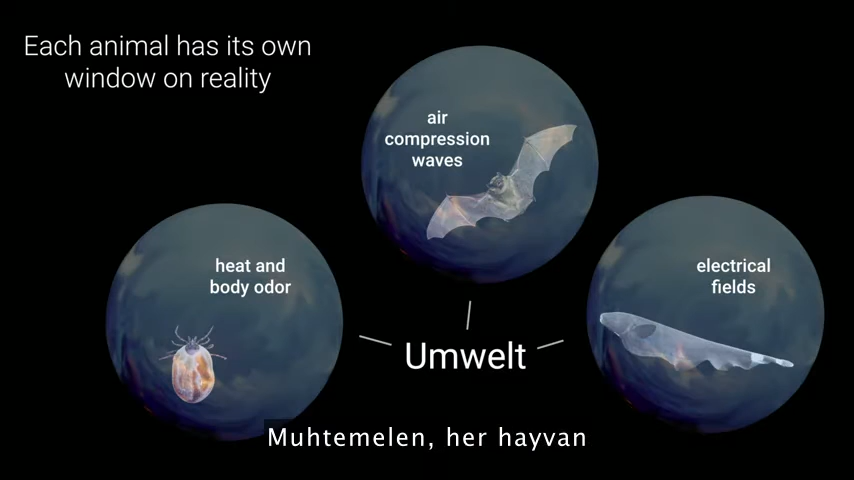 Each animal has its own
window on reality
air
compression
waves
heat and
body odor
electrical
fields
Umwelt
Muhtemelen, her hayvan